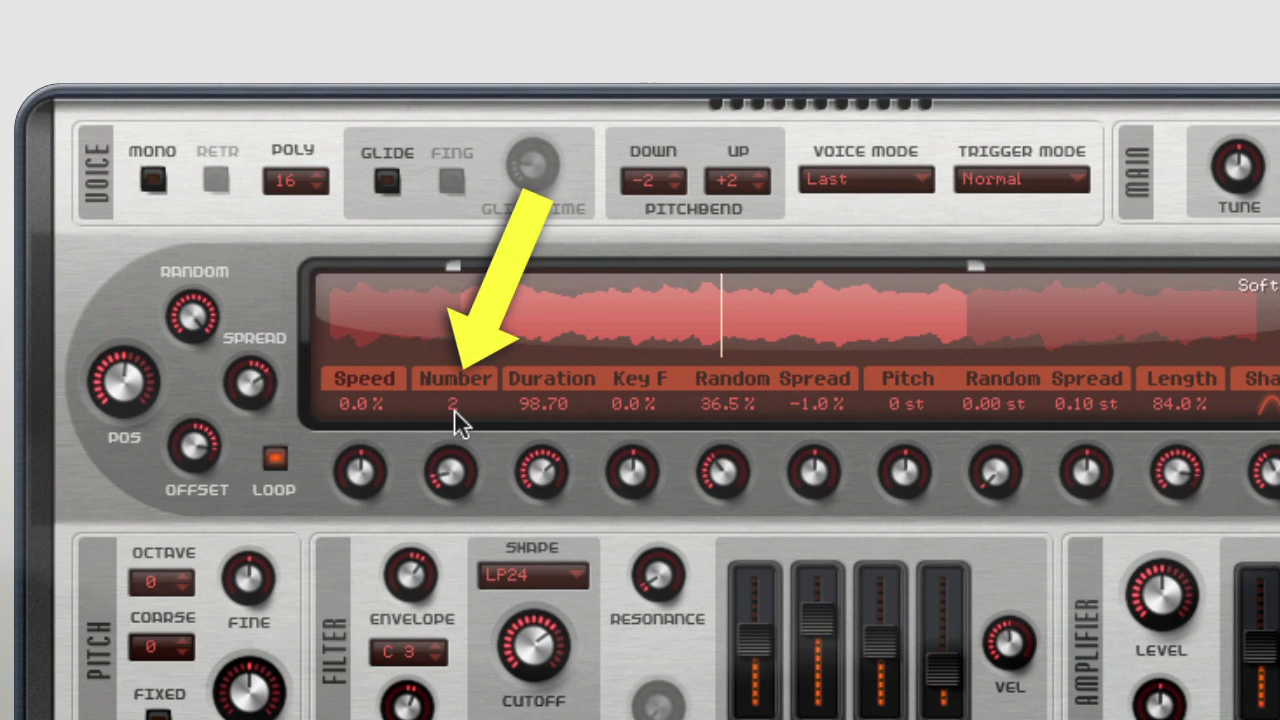 VOICE
MONO RETR POLY
16
GLIDE FING
DOWN UP
-2 +2
PITCHBEND
VOICE MODE TRIGGER MODE
Last Normal
MAIN
TUNE
RANDOM
SPREAD
POS
OFFSET LOOP
Soft
Speed Number Duration Key F Random Spread Pitch Random Spread Length Sha
0.0 % 2 98.70 0.0 % 36.5 % -1.0 % 0 st 0.00 st 0.10 st 84.0 %
PITCH
OCTAVE
0
COARSE
0
FINE
FIXED
FILTER
ENVELOPE
C 3
SHAPE
LP24
CUTOFF
RESONANCE
VEL
AMPLIFIER
LEVEL